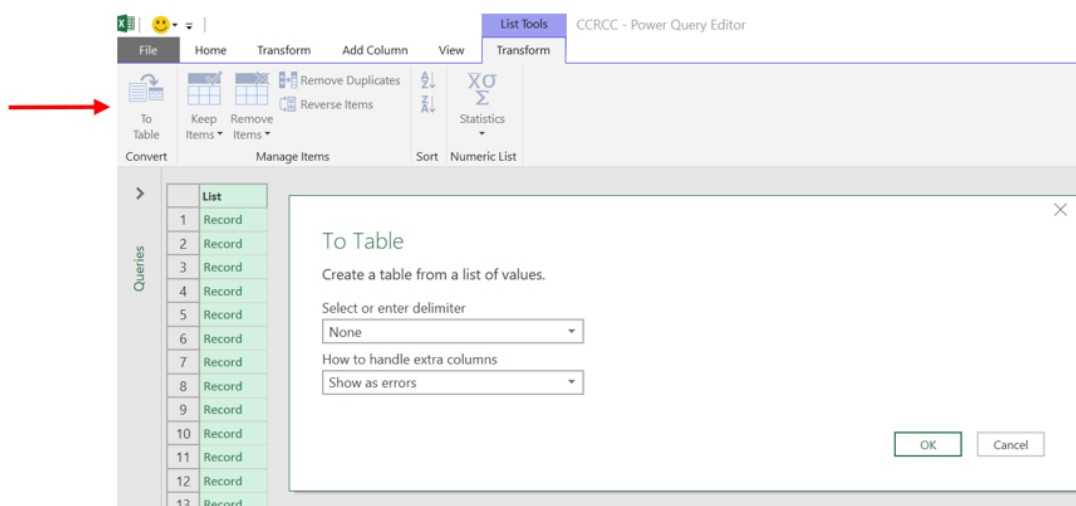 List Tools
CCRCC - Power Query Editor
File
Home
Transform
Add Column
View
Transform
To Table
Keep Items
Remove Items
Remove Duplicates
Reverse Items
Statistics
Convert
Manage Items
Sort
Numeric List
Queries
List
1 Record
2 Record
3 Record
4 Record
5 Record
6 Record
7 Record
8 Record
9 Record
10 Record
11 Record
12 Record
13 Record
To Table
Create a table from a list of values.
Select or enter delimiter
None
How to handle extra columns
Show as errors
OK
Cancel